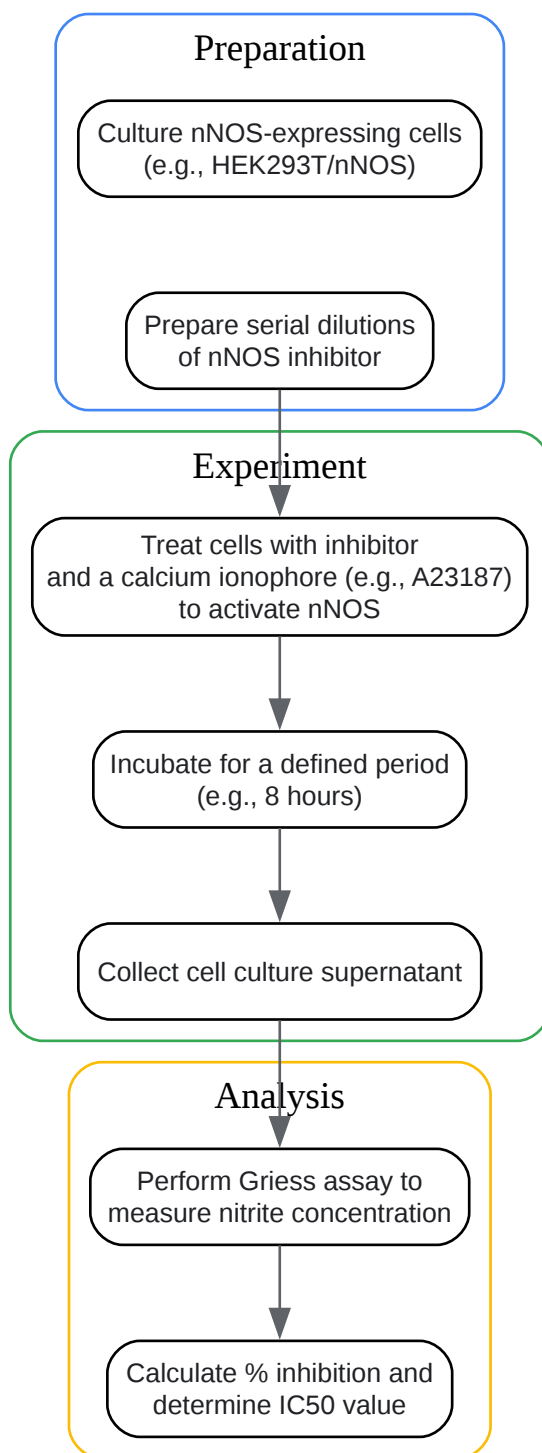 Preparation
Culture nNOS-expressing cells
(e.g., HEK293T/nNOS)
Prepare serial dilutions
of nNOS inhibitor
Experiment
Treat cells with inhibitor
and a calcium ionophore (e.g., A23187)
to activate nNOS
Incubate for a defined period
(e.g., 8 hours)
Collect cell culture supernatant
Analysis
Perform Griess assay to
measure nitrite concentration
Calculate % inhibition and
determine IC50 value